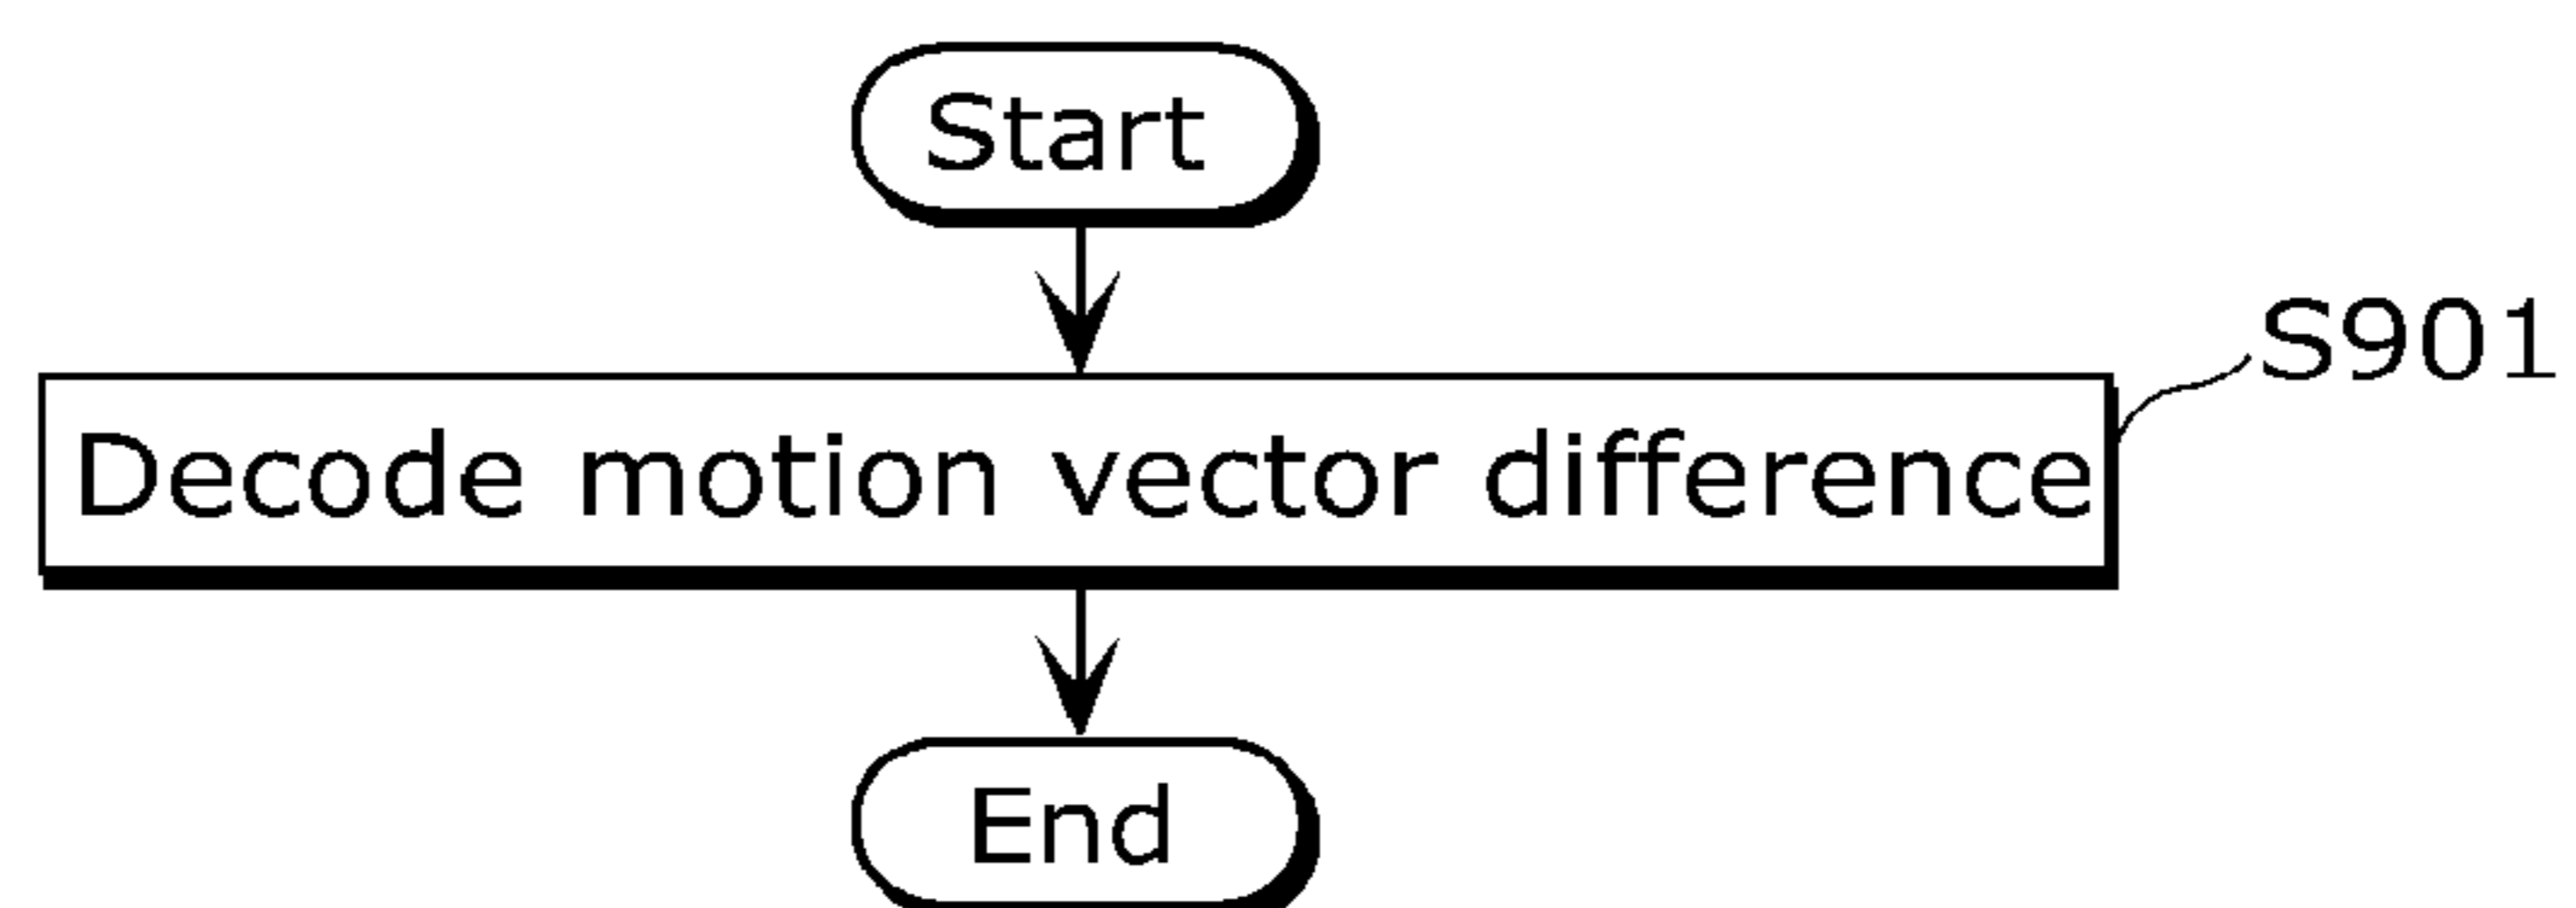 Start
S901
Decode motion vector difference
End